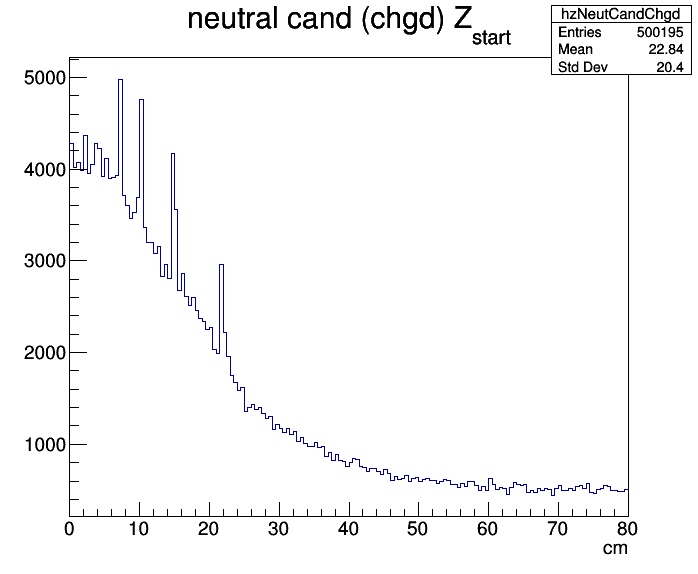 neutral cand (chgd) Z_start
hzNeutCandChgd
Entries 500195
Mean 22.84
Std Dev 20.4
5000
4000
3000
2000
1000
0 10 20 30 40 50 60 70 80
cm